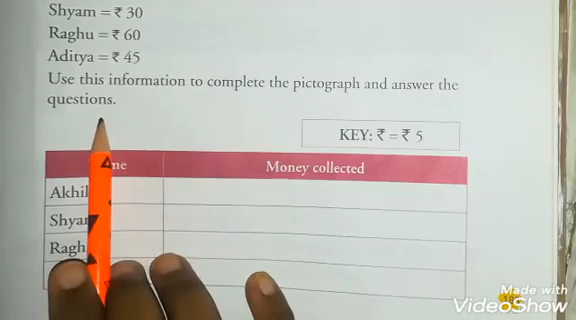 Shyam = ₹ 30
Raghu = ₹ 60
Aditya = ₹ 45
Use this information to complete the pictograph and answer the
questions.
KEY: ₹ = ₹ 5
Money collected
Akhil
Made with
VideoShow